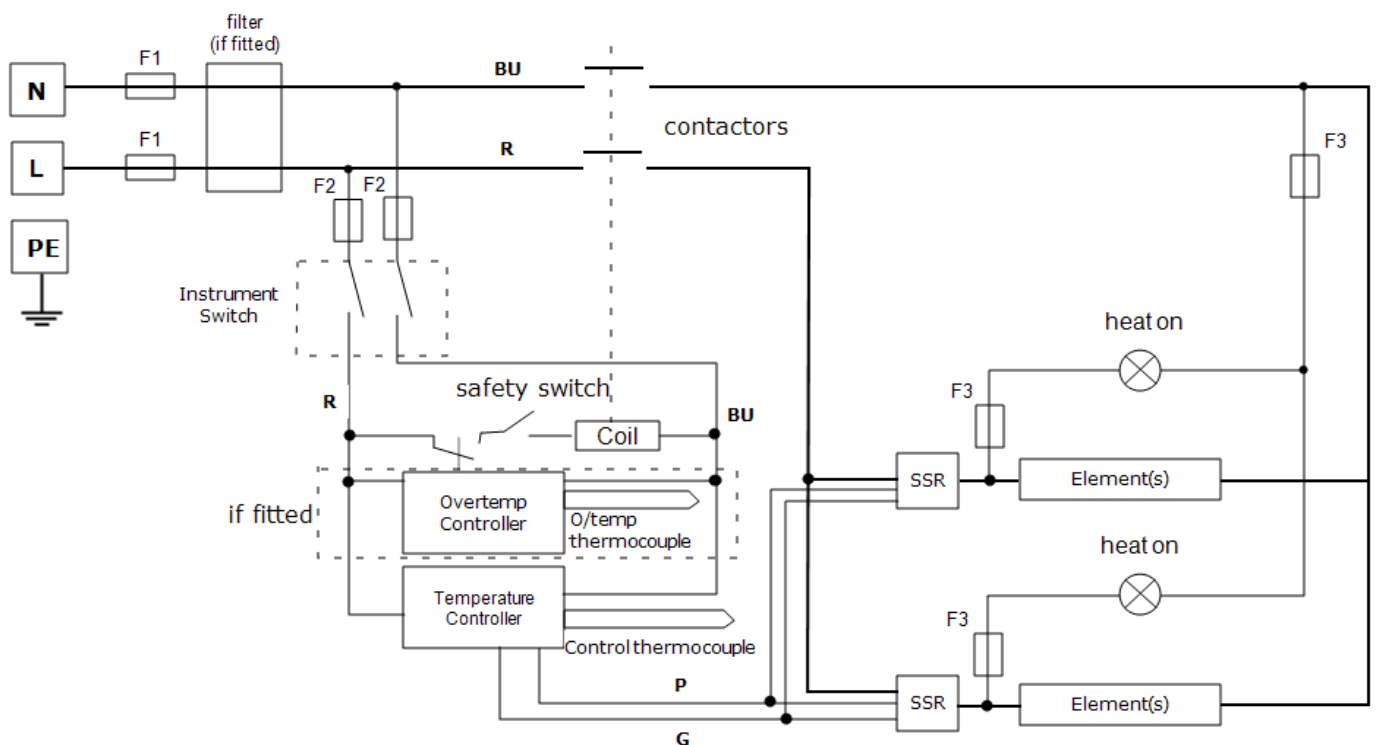 filter
(if fitted)
F1
N
BU
contactors
F1
L
R
F3
F2
F2
PE
Instrument
Switch
heat on
safety switch
R
BU
F3
Coil
SSR
Element(s)
if fitted
Overtemp
Controller
O/temp
thermocouple
heat on
Temperature
Controller
F3
Control thermocouple
P
SSR
Element(s)
G